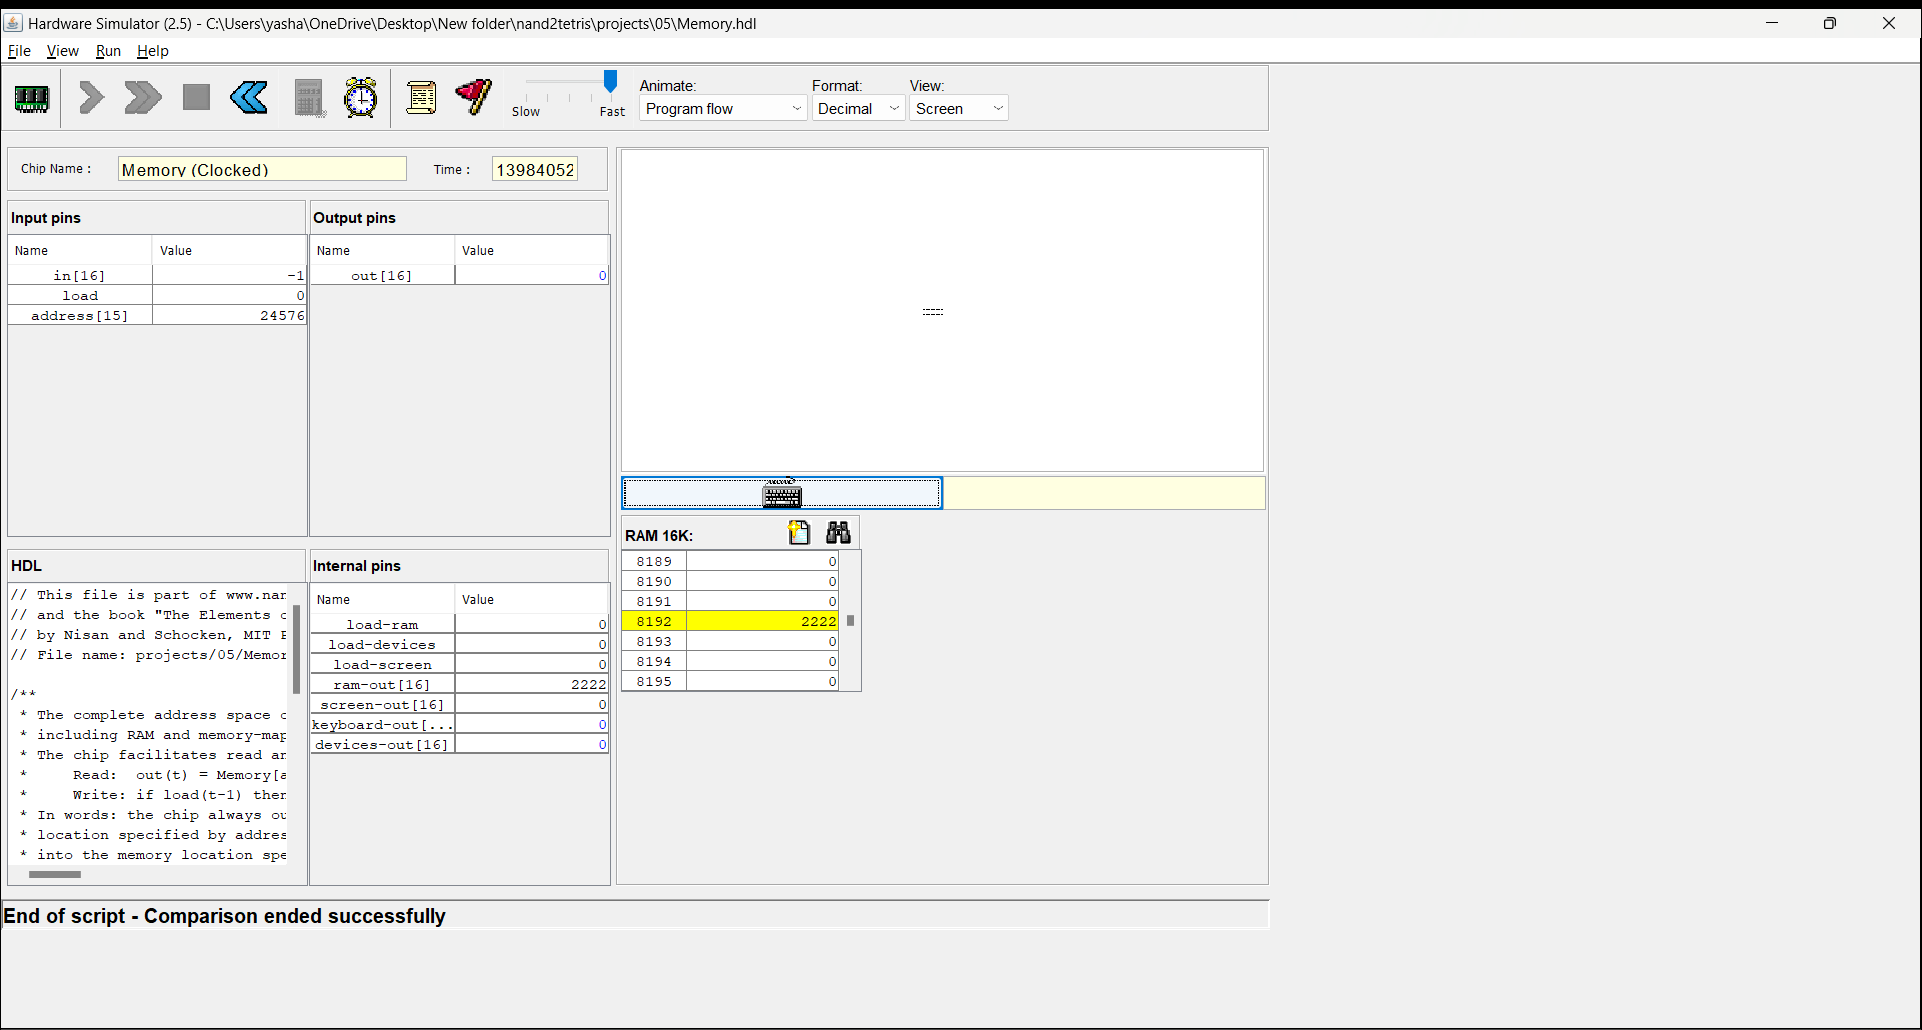 Hardware Simulator (2.5) - C:\Users\yasha\OneDrive\Desktop\New folder\nand2tetris\projects\05\Memory.hdl
File View Run Help
Slow Fast
Animate: Format: View:
Program flow Decimal Screen
Chip Name : Memory (Clocked) Time : 13984052
Input pins
Name Value
in[16] -1
load 0
address[15] 24576
Output pins
Name Value
out[16] 0
HDL
// This file is part of www.nan
// and the book "The Elements o
// by Nisan and Schocken, MIT P
// File name: projects/05/Memor
/**
* The complete address space o
* including RAM and memory-map
* The chip facilitates read an
* Read: out(t) = Memory[a
* Write: if load(t-1) then
* In words: the chip always ou
* location specified by addres
* into the memory location spe
Internal pins
Name Value
load-ram 0
load-devices 0
load-screen 0
ram-out[16] 2222
screen-out[16] 0
keyboard-out[... 0
devices-out[16] 0
RAM 16K:
8189 0
8190 0
8191 0
8192 2222
8193 0
8194 0
8195 0
End of script - Comparison ended successfully